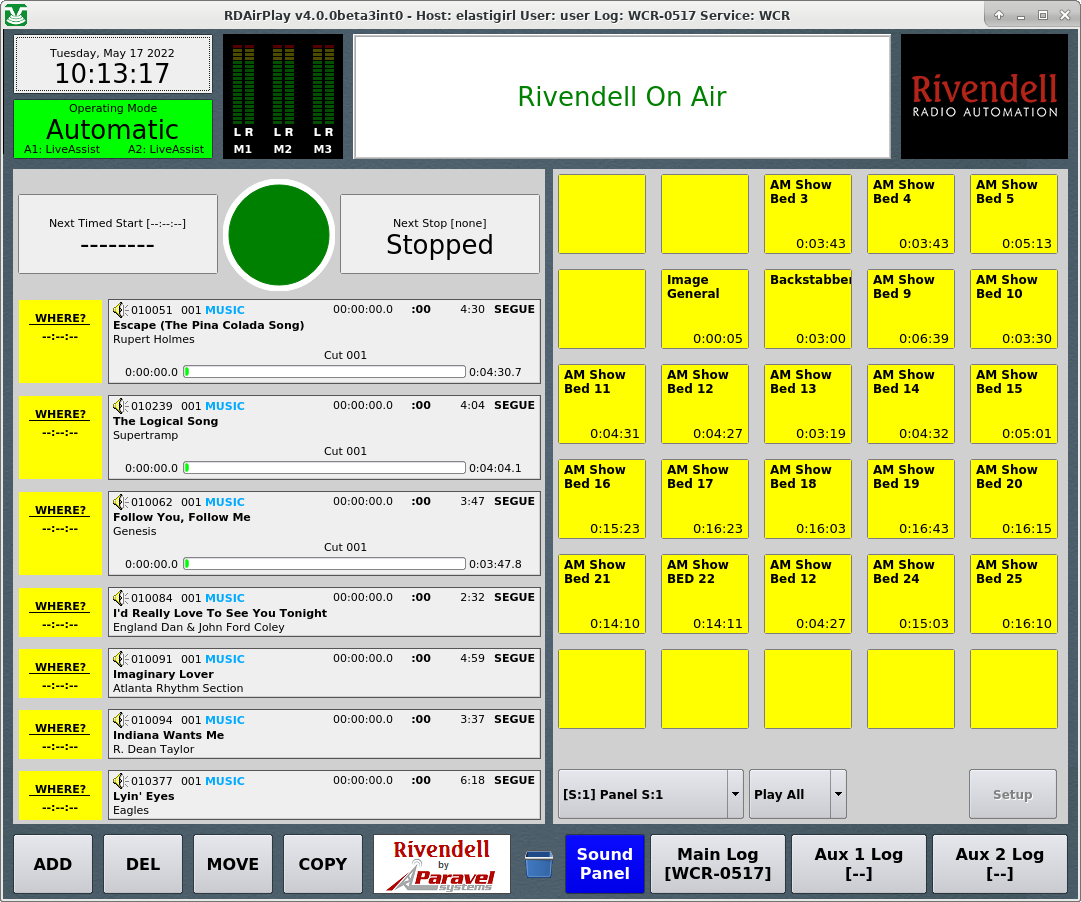 RDAirPlay v4.0.0beta3int0 - Host: elastigirl User: user Log: WCR-0517 Service: WCR
Tuesday, May 17 2022
10:13:17
Operating Mode
Automatic
A1: LiveAssist A2: LiveAssist
L R L R L R
M1 M2 M3
Rivendell On Air
Rivendell
RADIO AUTOMATION
Next Timed Start [--:--:--]
--------
Next Stop [none]
Stopped
WHERE?
--:--:--
010051 001 MUSIC 00:00:00.0 :00 4:30 SEGUE
Escape (The Pina Colada Song)
Rupert Holmes
Cut 001
0:00:00.0 0:04:30.7
WHERE?
--:--:--
010239 001 MUSIC 00:00:00.0 :00 4:04 SEGUE
The Logical Song
Supertramp
Cut 001
0:00:00.0 0:04:04.1
WHERE?
--:--:--
010062 001 MUSIC 00:00:00.0 :00 3:47 SEGUE
Follow You, Follow Me
Genesis
Cut 001
0:00:00.0 0:03:47.8
WHERE?
--:--:--
010084 001 MUSIC 00:00:00.0 :00 2:32 SEGUE
I'd Really Love To See You Tonight
England Dan & John Ford Coley
WHERE?
--:--:--
010091 001 MUSIC 00:00:00.0 :00 4:59 SEGUE
Imaginary Lover
Atlanta Rhythm Section
WHERE?
--:--:--
010094 001 MUSIC 00:00:00.0 :00 3:37 SEGUE
Indiana Wants Me
R. Dean Taylor
WHERE?
--:--:--
010377 001 MUSIC 00:00:00.0 :00 6:18 SEGUE
Lyin' Eyes
Eagles
AM Show
Bed 3
0:03:43
AM Show
Bed 4
0:03:43
AM Show
Bed 5
0:05:13
Image
General
0:00:05
Backstabber
0:03:00
AM Show
Bed 9
0:06:39
AM Show
Bed 10
0:03:30
AM Show
Bed 11
0:04:31
AM Show
Bed 12
0:04:27
AM Show
Bed 13
0:03:19
AM Show
Bed 14
0:04:32
AM Show
Bed 15
0:05:01
AM Show
Bed 16
0:15:23
AM Show
Bed 17
0:16:23
AM Show
Bed 18
0:16:03
AM Show
Bed 19
0:16:43
AM Show
Bed 20
0:16:15
AM Show
Bed 21
0:14:10
AM Show
BED 22
0:14:11
AM Show
Bed 12
0:04:27
AM Show
Bed 24
0:15:03
AM Show
Bed 25
0:16:10
[S:1] Panel S:1
Play All
Setup
ADD
DEL
MOVE
COPY
Rivendell
by
Paravel
systems
Sound
Panel
Main Log
[WCR-0517]
Aux 1 Log
[--]
Aux 2 Log
[--]